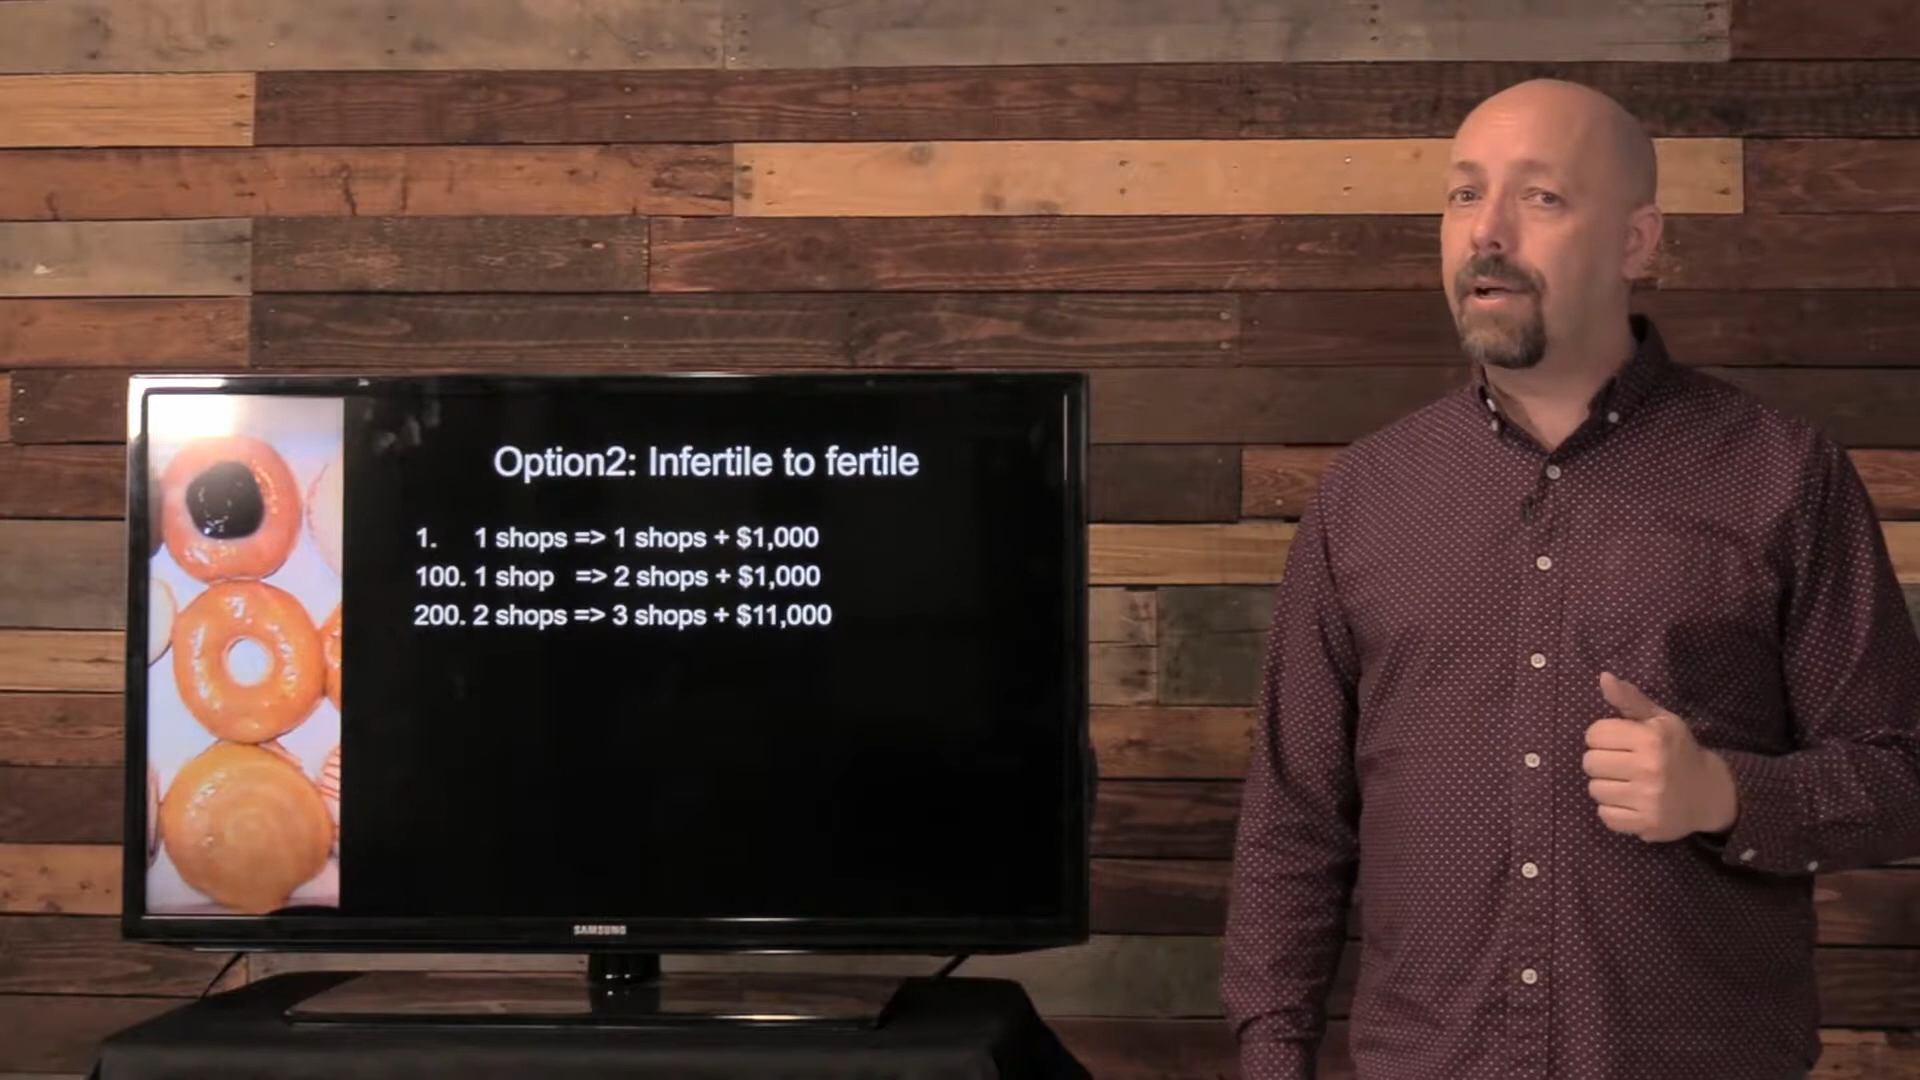 Option2: Infertile to fertile
1. 1 shops => 1 shops + $1,000
100. 1 shop => 2 shops + $1,000
200. 2 shops => 3 shops + $11,000
SAMSUNG